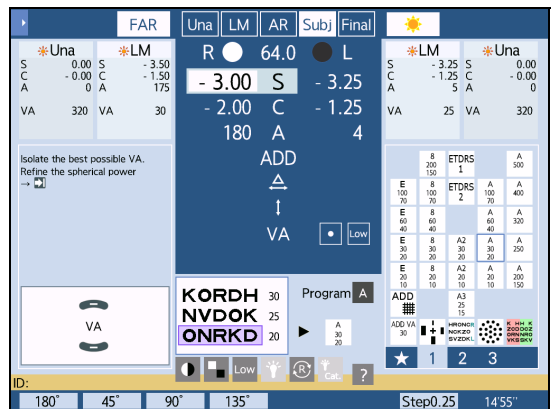 FAR
Una LM AR Subj Final
Una LM
S 0.00 S - 3.50
C - 0.00 C - 1.50
A 0 A 175
VA 320 VA 30
R 64.0 L
- 3.00 S - 3.25
- 2.00 C - 1.25
180 A 4
ADD
VA Low
LM Una
S - 3.25 S 0.00
C - 1.25 C - 0.00
A 5 A 0
VA 25 VA 320
Isolate the best possible VA.
Refine the spherical power
→
VA
KORDH 30
NVDOK 25
ONRKD 20
Program A
A
30
20
Low R Cat. ?
8 200 150 ETDRS 1 A 500
E 100 70 8 100 70 ETDRS 2 A 100 70 A 400
E 60 40 8 60 40 A 60 40 A 320
E 30 20 8 30 20 A2 30 20 A 30 20 A 250
E 20 10 8 20 10 A2 20 10 A 20 10 A 200 150
ADD A3 25 15
ADD VA 30 HRONCS NCKZO SVZDKL
1 2 3
ID:
180° 45° 90° 135° Step0.25 14'55''